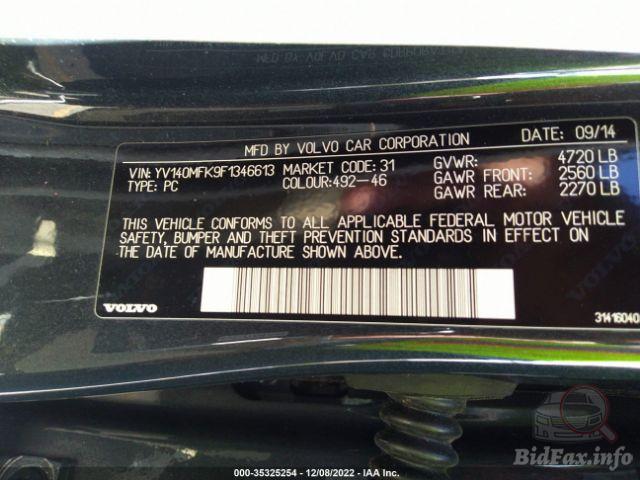 MFD BY VOLVO CAR CORPORATION DATE: 09/14
VIN: YV140MFK9F1346613 MARKET CODE: 31 GVWR: 4720 LB
TYPE: PC COLOUR:492-46 GAWR FRONT: 2560 LB
GAWR REAR: 2270 LB
THIS VEHICLE CONFORMS TO ALL APPLICABLE FEDERAL MOTOR VEHICLE
SAFETY, BUMPER AND THEFT PREVENTION STANDARDS IN EFFECT ON
THE DATE OF MANUFACTURE SHOWN ABOVE.
VOLVO
31416040
000-35325254 - 12/08/2022 - IAA Inc.
BidFax.info